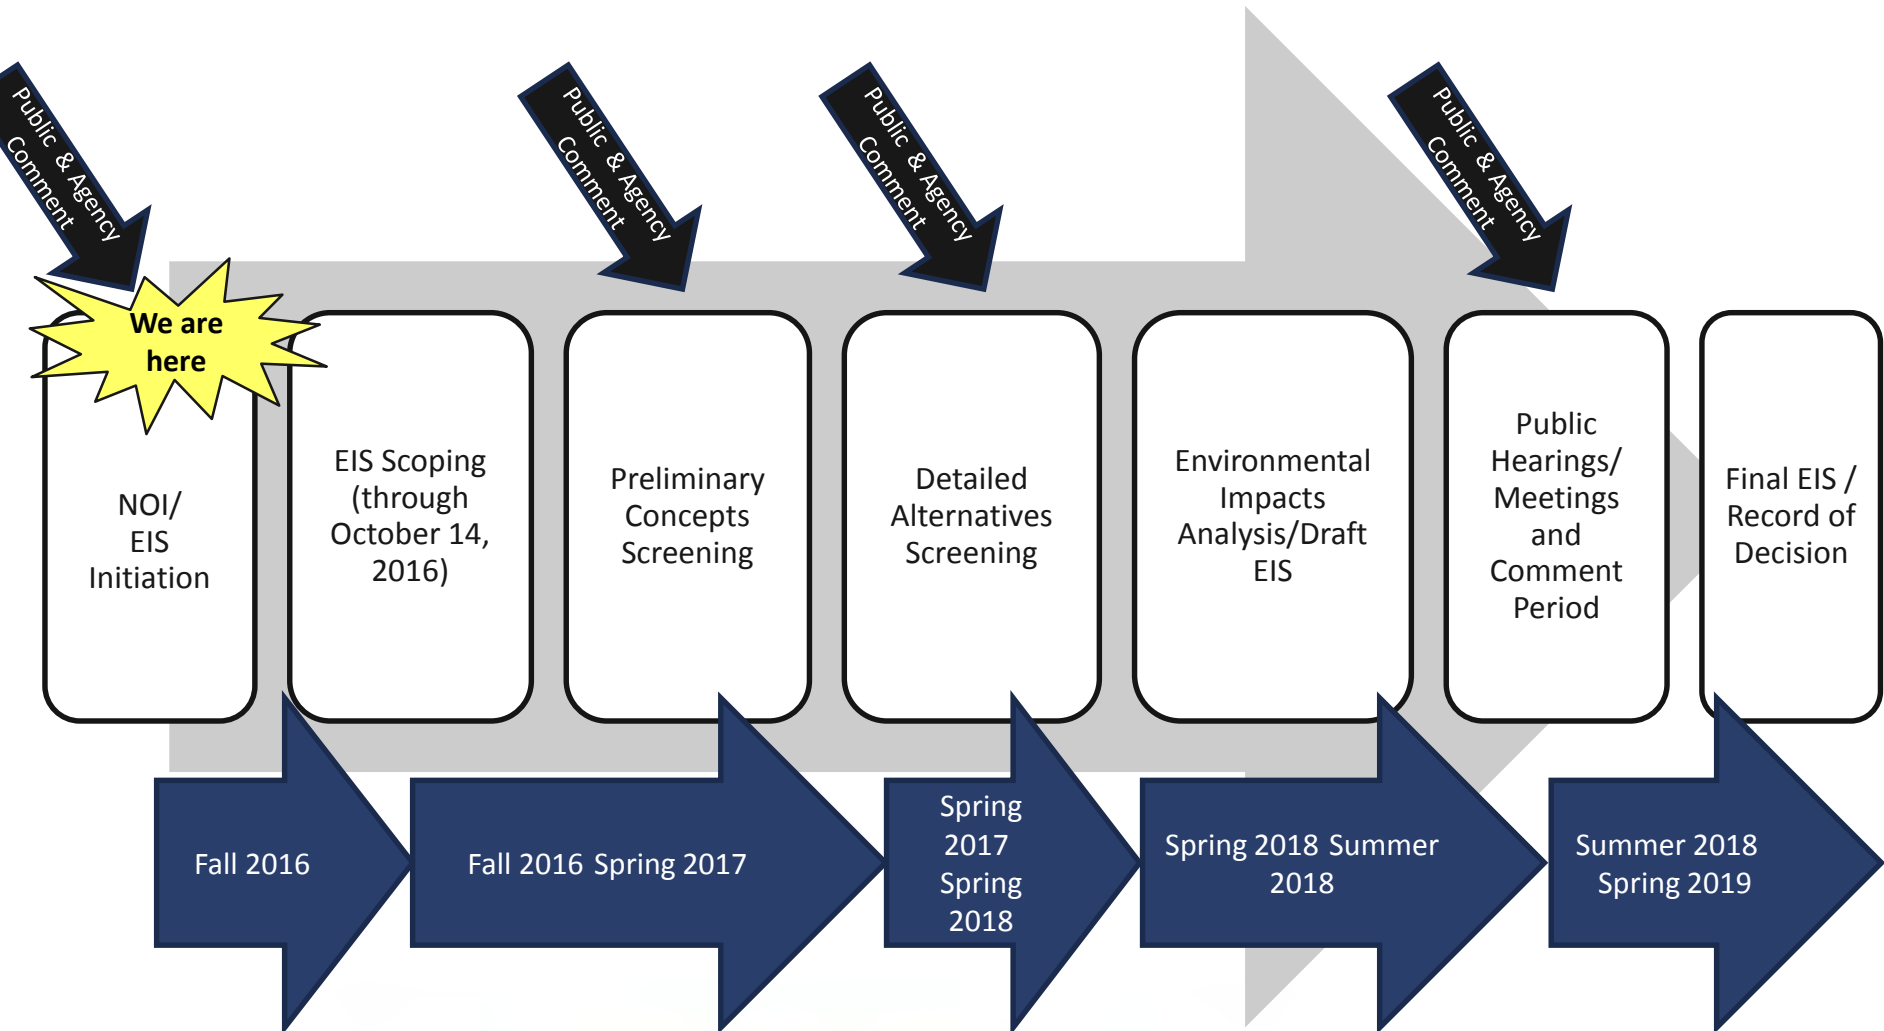 Public & Agency
Comment
Public & Agency
Comment
Public & Agency
Comment
Public & Agency
Comment
We are
here
NOI/
EIS
Initiation
EIS Scoping
(through
October 14,
2016)
Preliminary
Concepts
Screening
Detailed
Alternatives
Screening
Environmental
Impacts
Analysis/Draft
EIS
Public
Hearings/
Meetings
and
Comment
Period
Final EIS /
Record of
Decision
Fall 2016
Fall 2016 Spring 2017
Spring
2017
Spring
2018
Spring 2018 Summer
2018
Summer 2018
Spring 2019